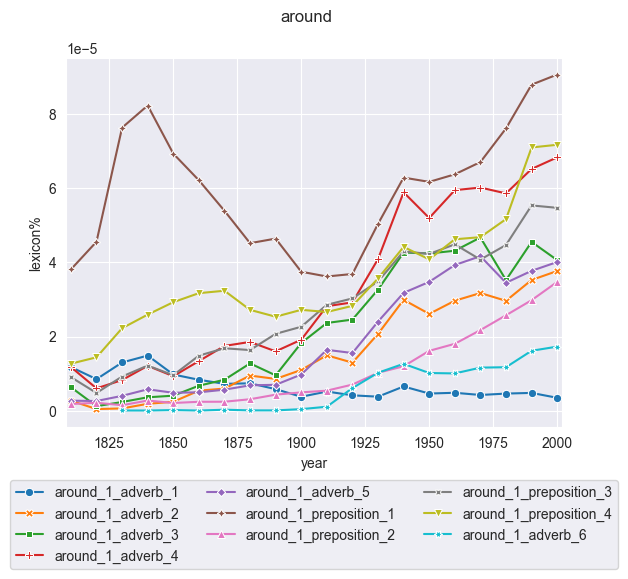 around
1e−5
8
6
4
2
0
lexicon%
1825 1850 1875 1900 1925 1950 1975 2000
year
around_1_adverb_1 around_1_adverb_5 around_1_preposition_3
around_1_adverb_2 around_1_preposition_1 around_1_preposition_4
around_1_adverb_3 around_1_preposition_2 around_1_adverb_6
around_1_adverb_4